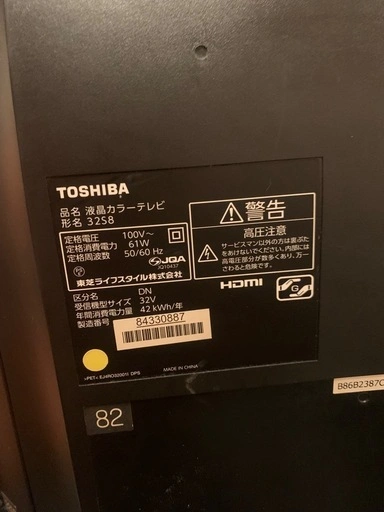 TOSHIBA
品名 液晶カラーテレビ
形名 32S8
定格電圧 100V～
定格消費電力 61W
定格周波数 50/60 Hz
PS E
JQA
JQ10437
東芝ライフスタイル株式会社
区分名 DN
受信機型サイズ 32V
年間消費電力量 42 kWh/年
製造番号 84330887
警告
高圧注意
サービスマン以外の方は裏ぶたを
あけないでください。内部には
高電圧部分が数多くあり、万一
さわると危険です。
HDMI
G
<PET> EJ4RO32001I DPS
MADE IN CHINA
82
B86B2387C